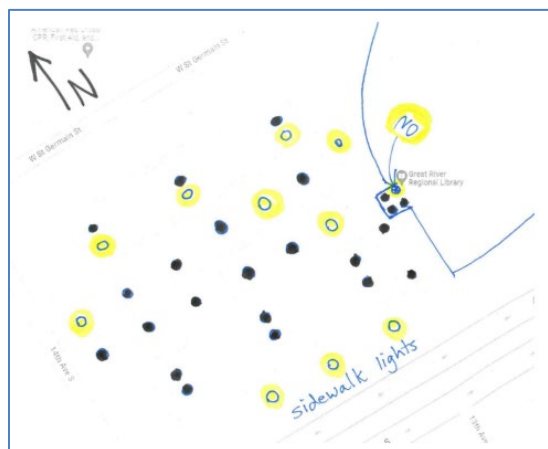 N
W St Germain St
W St Germain St
NO
Great River
Regional Library
14th Ave S
sidewalk lights
13th Ave